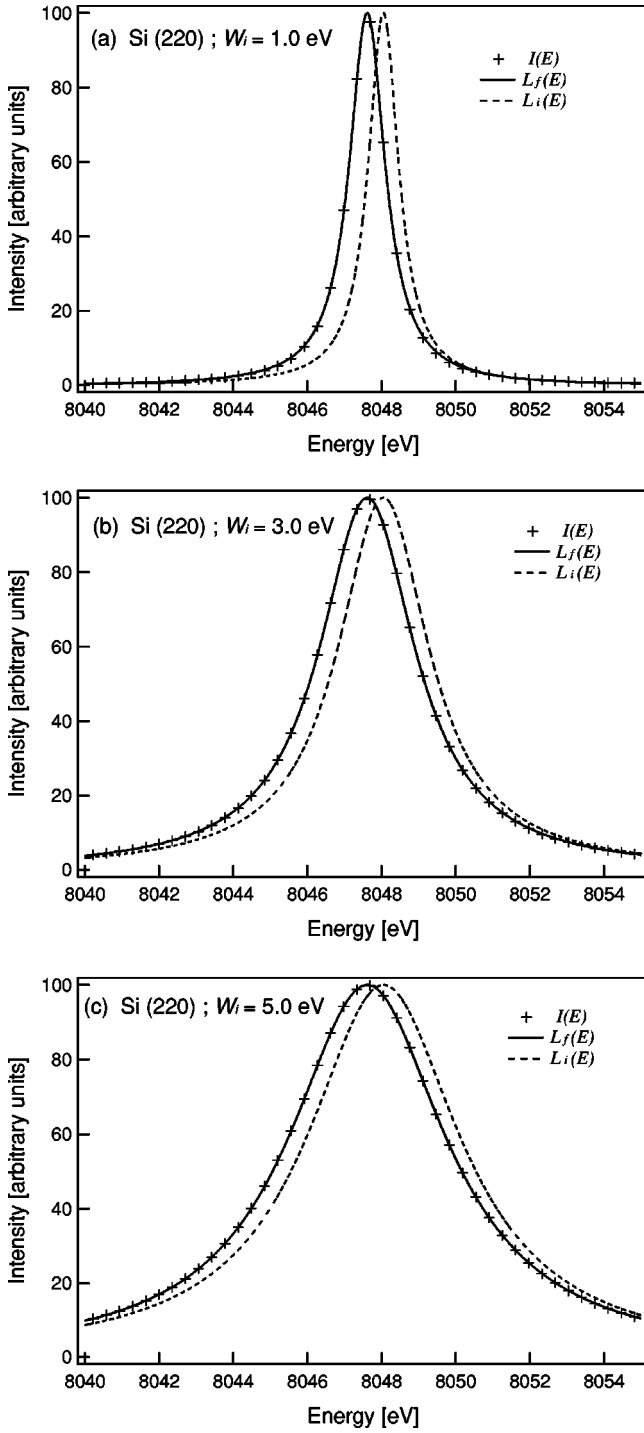 (a) Si (220) ; Wi = 1.0 eV
I(E)
Lf(E)
Li(E)
Intensity [arbitrary units]
100
80
60
40
20
0
8040 8042 8044 8046 8048 8050 8052 8054
Energy [eV]
(b) Si (220) ; Wi = 3.0 eV
I(E)
Lf(E)
Li(E)
Intensity [arbitrary units]
100
80
60
40
20
0
8040 8042 8044 8046 8048 8050 8052 8054
Energy [eV]
(c) Si (220) ; Wi = 5.0 eV
I(E)
Lf(E)
Li(E)
Intensity [arbitrary units]
100
80
60
40
20
0
8040 8042 8044 8046 8048 8050 8052 8054
Energy [eV]